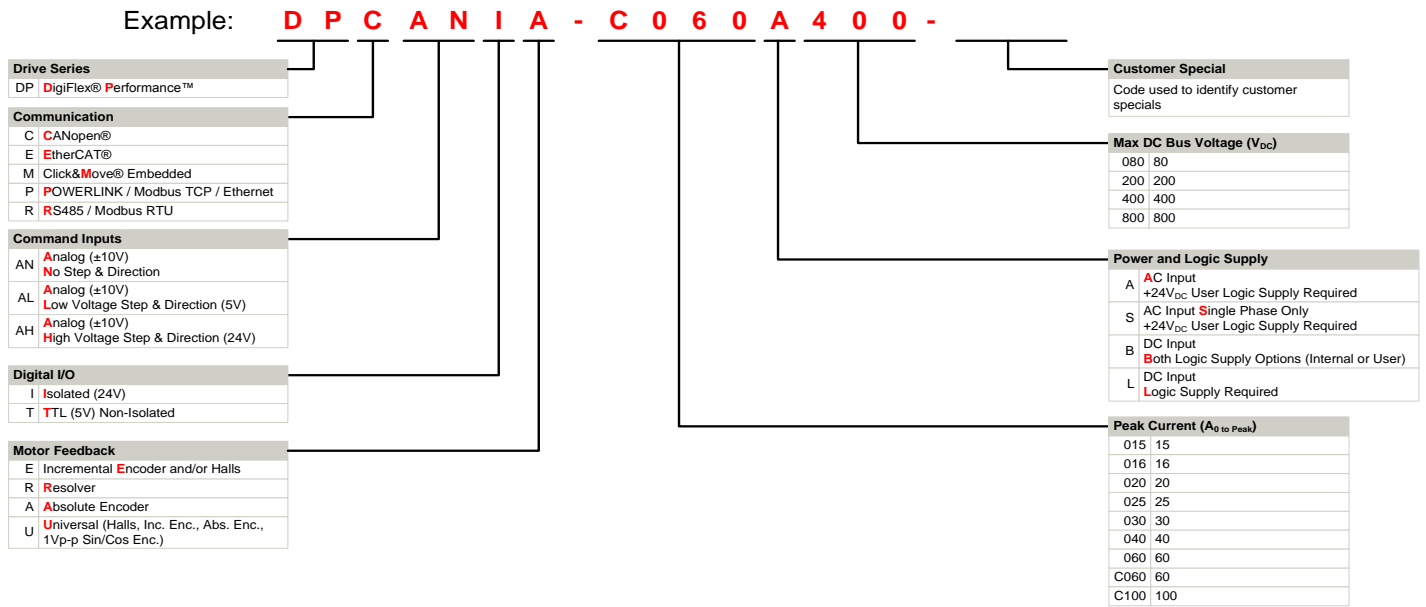 Example: D P C A N I A - C 0 6 0 A 4 0 0 -
Drive Series
DP DigiFlex® Performance™
Communication
C CANopen®
E EtherCAT®
M Click&Move® Embedded
P POWERLINK / Modbus TCP / Ethernet
R RS485 / Modbus RTU
Command Inputs
AN Analog (±10V)
No Step & Direction
AL Analog (±10V)
Low Voltage Step & Direction (5V)
AH Analog (±10V)
High Voltage Step & Direction (24V)
Digital I/O
I Isolated (24V)
T TTL (5V) Non-Isolated
Motor Feedback
E Incremental Encoder and/or Halls
R Resolver
A Absolute Encoder
U Universal (Halls, Inc. Enc., Abs. Enc.,
1Vp-p Sin/Cos Enc.)
Customer Special
Code used to identify customer
specials
Max DC Bus Voltage (VDC)
080 80
200 200
400 400
800 800
Power and Logic Supply
A AC Input
+24VDC User Logic Supply Required
S AC Input Single Phase Only
+24VDC User Logic Supply Required
B DC Input
Both Logic Supply Options (Internal or User)
L DC Input
Logic Supply Required
Peak Current (A0 to Peak)
015 15
016 16
020 20
025 25
030 30
040 40
060 60
C060 60
C100 100